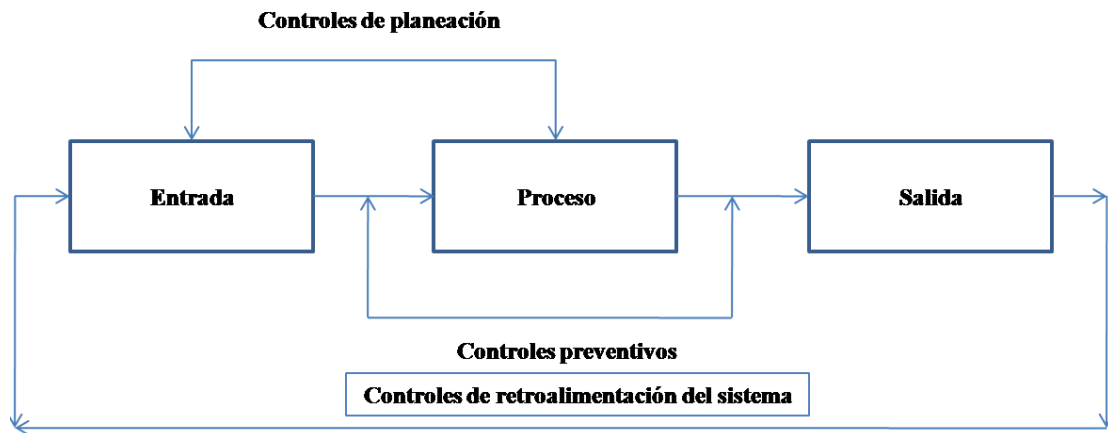 Controles de planeación
Entrada
Proceso
Salida
Controles preventivos
Controles de retroalimentación del sistema